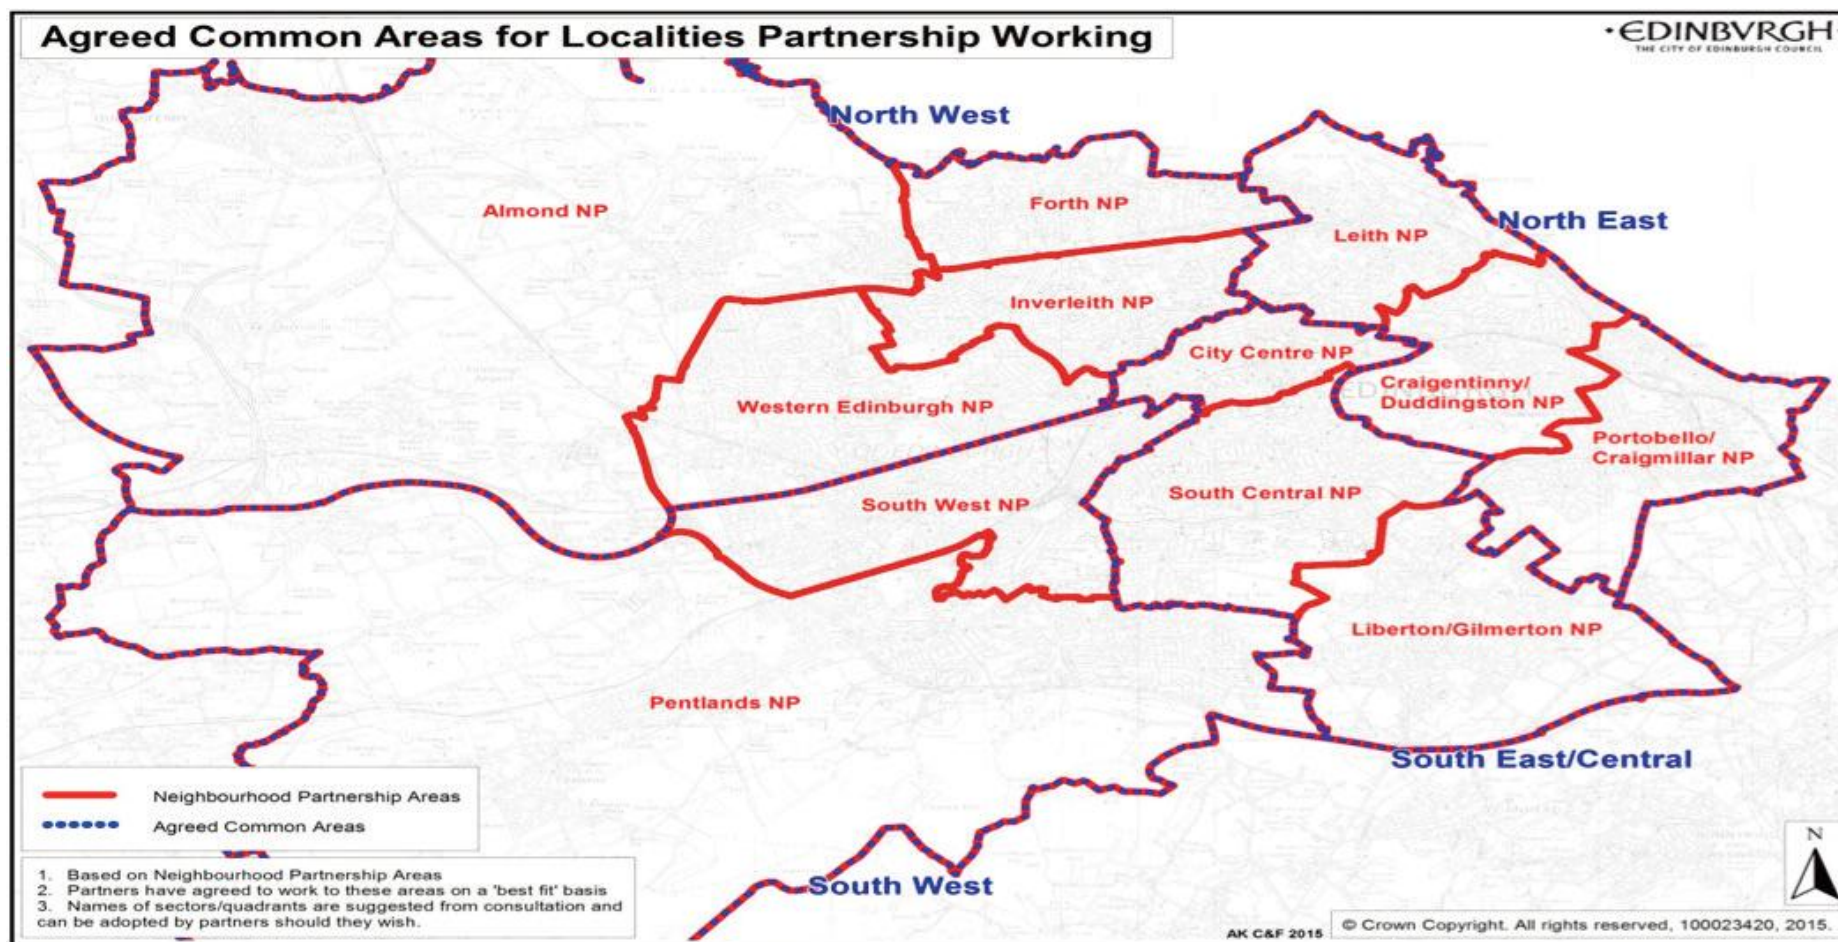 Agreed Common Areas for Localities Partnership Working
·EDINBVRGH·
THE CITY OF EDINBURGH COUNCIL
North West
Almond NP
Forth NP
North East
Leith NP
Inverleith NP
City Centre NP
Craigentinny/
Duddingston NP
Western Edinburgh NP
Portobello/
Craigmillar NP
South West NP
South Central NP
Liberton/Gilmerton NP
Pentlands NP
South East/Central
South West
Neighbourhood Partnership Areas
Agreed Common Areas
1. Based on Neighbourhood Partnership Areas
2. Partners have agreed to work to these areas on a 'best fit' basis
3. Names of sectors/quadrants are suggested from consultation and
can be adopted by partners should they wish.
N
AK C&F 2015
© Crown Copyright. All rights reserved, 100023420, 2015.